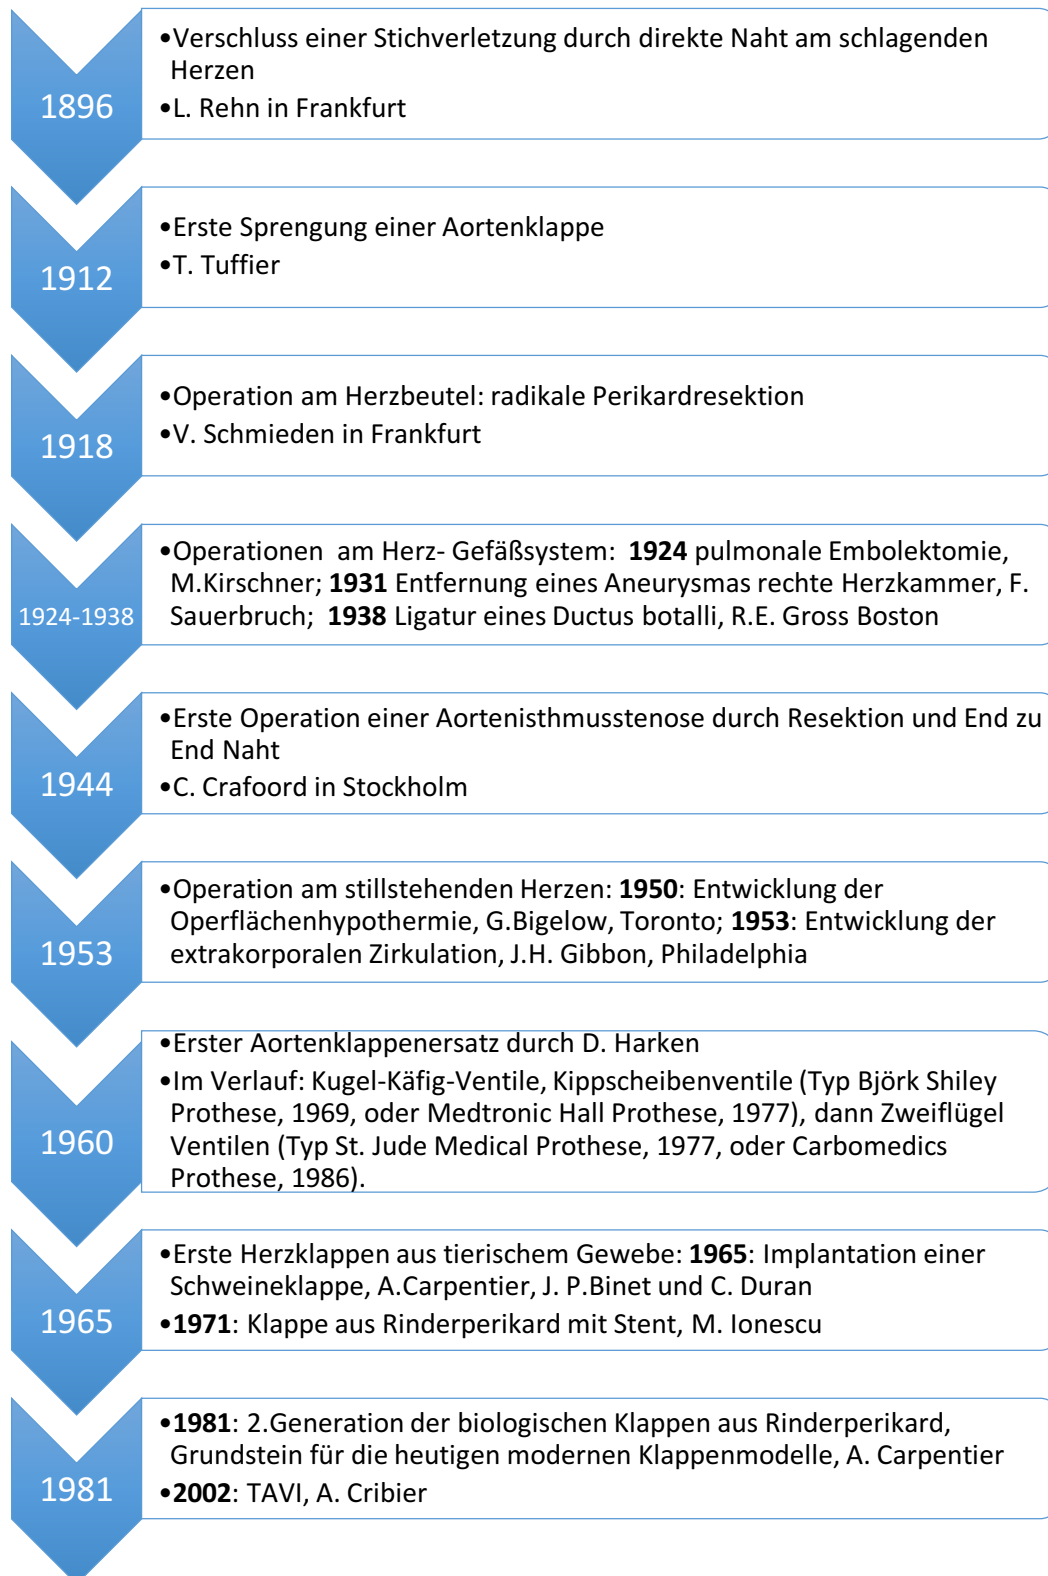 1896
•Verschluss einer Stichverletzung durch direkte Naht am schlagenden
Herzen
•L. Rehn in Frankfurt
1912
•Erste Sprengung einer Aortenklappe
•T. Tuffier
1918
•Operation am Herzbeutel: radikale Perikardresektion
•V. Schmieden in Frankfurt
1924-1938
•Operationen am Herz- Gefäßsystem: 1924 pulmonale Embolektomie,
M.Kirschner; 1931 Entfernung eines Aneurysmas rechte Herzkammer, F.
Sauerbruch; 1938 Ligatur eines Ductus botalli, R.E. Gross Boston
1944
•Erste Operation einer Aortenisthmusstenose durch Resektion und End zu
End Naht
•C. Crafoord in Stockholm
1953
•Operation am stillstehenden Herzen: 1950: Entwicklung der
Operflächenhypothermie, G.Bigelow, Toronto; 1953: Entwicklung der
extrakorporalen Zirkulation, J.H. Gibbon, Philadelphia
1960
•Erster Aortenklappenersatz durch D. Harken
•Im Verlauf: Kugel-Käfig-Ventile, Kippscheibenventile (Typ Björk Shiley
Prothese, 1969, oder Medtronic Hall Prothese, 1977), dann Zweiflügel
Ventilen (Typ St. Jude Medical Prothese, 1977, oder Carbomedics
Prothese, 1986).
1965
•Erste Herzklappen aus tierischem Gewebe: 1965: Implantation einer
Schweineklappe, A.Carpentier, J. P.Binet und C. Duran
•1971: Klappe aus Rinderperikard mit Stent, M. Ionescu
1981
•1981: 2.Generation der biologischen Klappen aus Rinderperikard,
Grundstein für die heutigen modernen Klappenmodelle, A. Carpentier
•2002: TAVI, A. Cribier